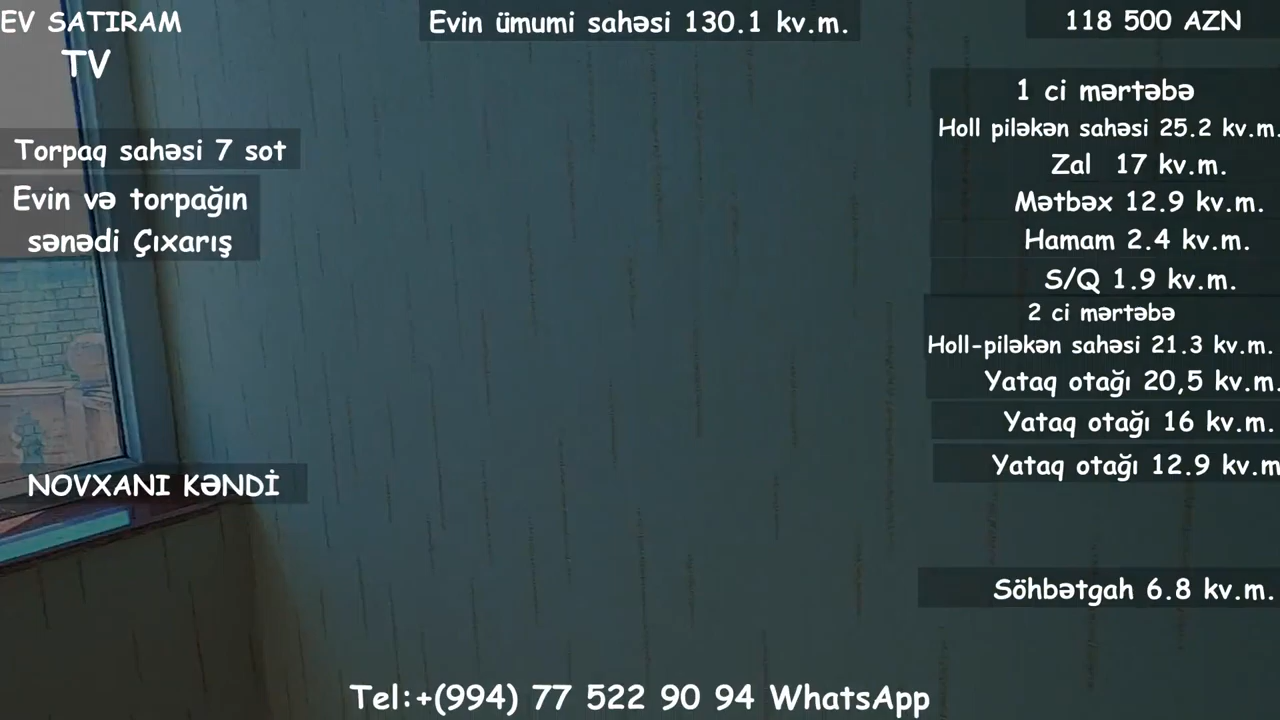 EV SATIRAM
TV
Evin ümumi sahəsi 130.1 kv.m.
118 500 AZN
Torpaq sahəsi 7 sot
Evin və torpağın
sənədi Çıxarış
NOVXANI KƏNDİ
1 ci mərtəbə
Holl piləkən sahəsi 25.2 kv.m.
Zal 17 kv.m.
Mətbəx 12.9 kv.m.
Hamam 2.4 kv.m.
S/Q 1.9 kv.m.
2 ci mərtəbə
Holl-piləkən sahəsi 21.3 kv.m.
Yataq otağı 20,5 kv.m.
Yataq otağı 16 kv.m.
Yataq otağı 12.9 kv.m
Söhbətgah 6.8 kv.m.
Tel:+(994) 77 522 90 94 WhatsApp